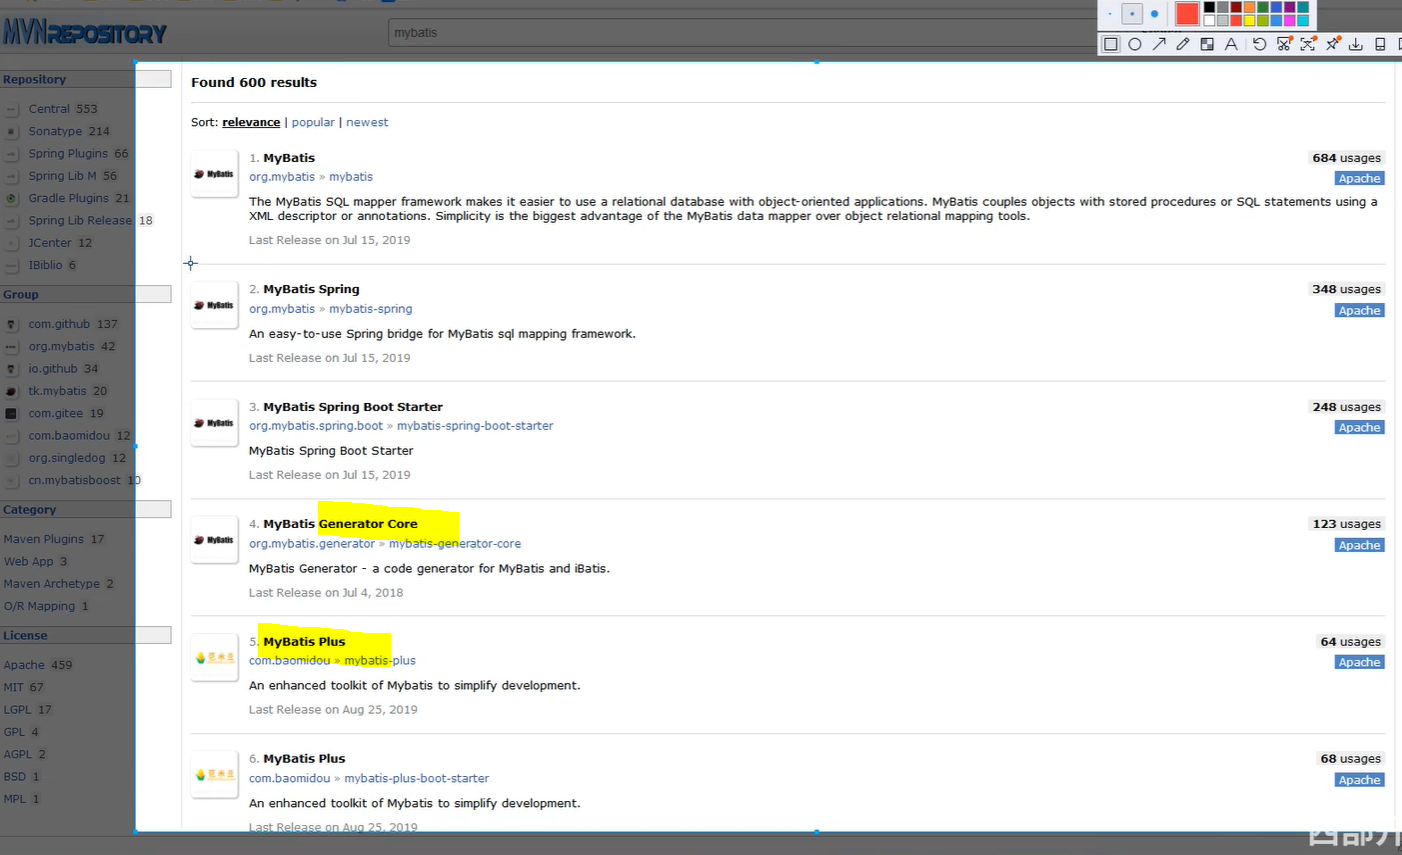 MVNREPOSITORY
mybatis
Repository
Central 553
Sonatype 214
Spring Plugins 66
Spring Lib M 56
Gradle Plugins 21
Spring Lib Release 18
JCenter 12
IBiblio 6
Group
com.github 137
org.mybatis 42
io.github 34
tk.mybatis 20
com.gitee 19
com.baomidou 12
org.singledog 12
cn.mybatisboost 10
Category
Maven Plugins 17
Web App 3
Maven Archetype 2
O/R Mapping 1
License
Apache 459
MIT 67
LGPL 17
GPL 4
AGPL 2
BSD 1
MPL 1
Found 600 results
Sort: relevance | popular | newest
MyBatis
1. MyBatis
684 usages
org.mybatis » mybatis
Apache
The MyBatis SQL mapper framework makes it easier to use a relational database with object-oriented applications. MyBatis couples objects with stored procedures or SQL statements using a
XML descriptor or annotations. Simplicity is the biggest advantage of the MyBatis data mapper over object relational mapping tools.
Last Release on Jul 15, 2019
MyBatis
2. MyBatis Spring
348 usages
org.mybatis » mybatis-spring
Apache
An easy-to-use Spring bridge for MyBatis sql mapping framework.
Last Release on Jul 15, 2019
MyBatis
3. MyBatis Spring Boot Starter
248 usages
org.mybatis.spring.boot » mybatis-spring-boot-starter
Apache
MyBatis Spring Boot Starter
Last Release on Jul 15, 2019
MyBatis
4. MyBatis Generator Core
123 usages
org.mybatis.generator » mybatis-generator-core
Apache
MyBatis Generator - a code generator for MyBatis and iBatis.
Last Release on Jul 4, 2018
5. MyBatis Plus
64 usages
com.baomidou » mybatis-plus
Apache
An enhanced toolkit of Mybatis to simplify development.
Last Release on Aug 25, 2019
6. MyBatis Plus
68 usages
com.baomidou » mybatis-plus-boot-starter
Apache
An enhanced toolkit of Mybatis to simplify development.
Last Release on Aug 25, 2019